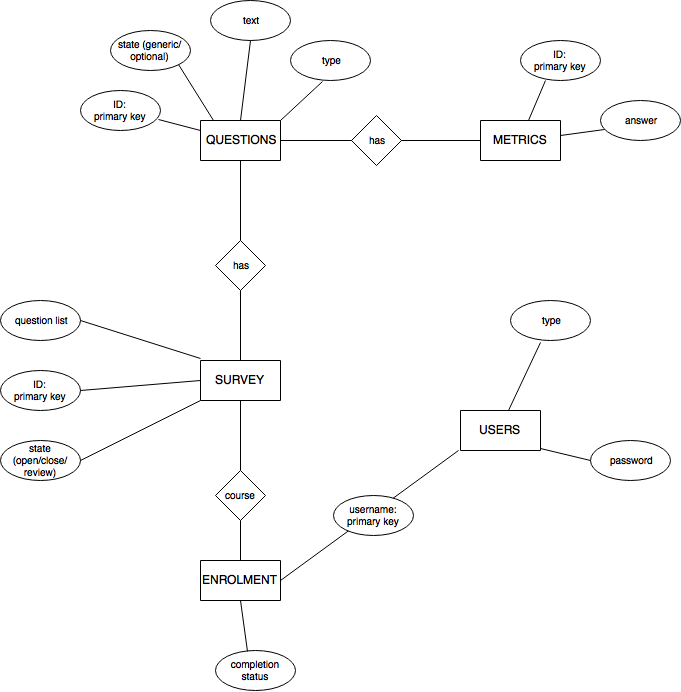 text
state (generic/
optional)
type
ID:
primary key
ID:
primary key
answer
QUESTIONS
has
METRICS
has
question list
type
ID:
primary key
SURVEY
USERS
state
(open/close/
review)
password
course
username:
primary key
ENROLMENT
completion
status